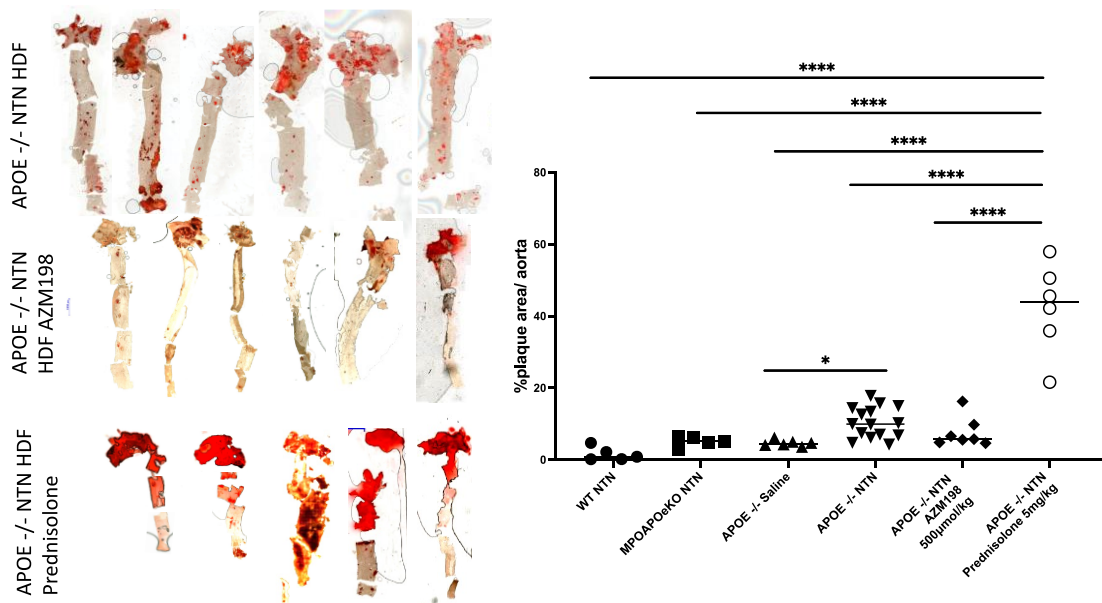 APOE -/- NTN HDF
APOE -/- NTN
HDF AZM198
APOE -/- NTN HDF
Prednisolone
****
****
****
****
****
*
%plaque area/ aorta
80
60
40
20
0
WT NTN
MPOAPOeKO NTN
APOE -/- Saline
APOE -/- NTN
APOE -/- NTN
AZM198
500µmol/kg
APOE -/- NTN
Prednisolone 5mg/kg